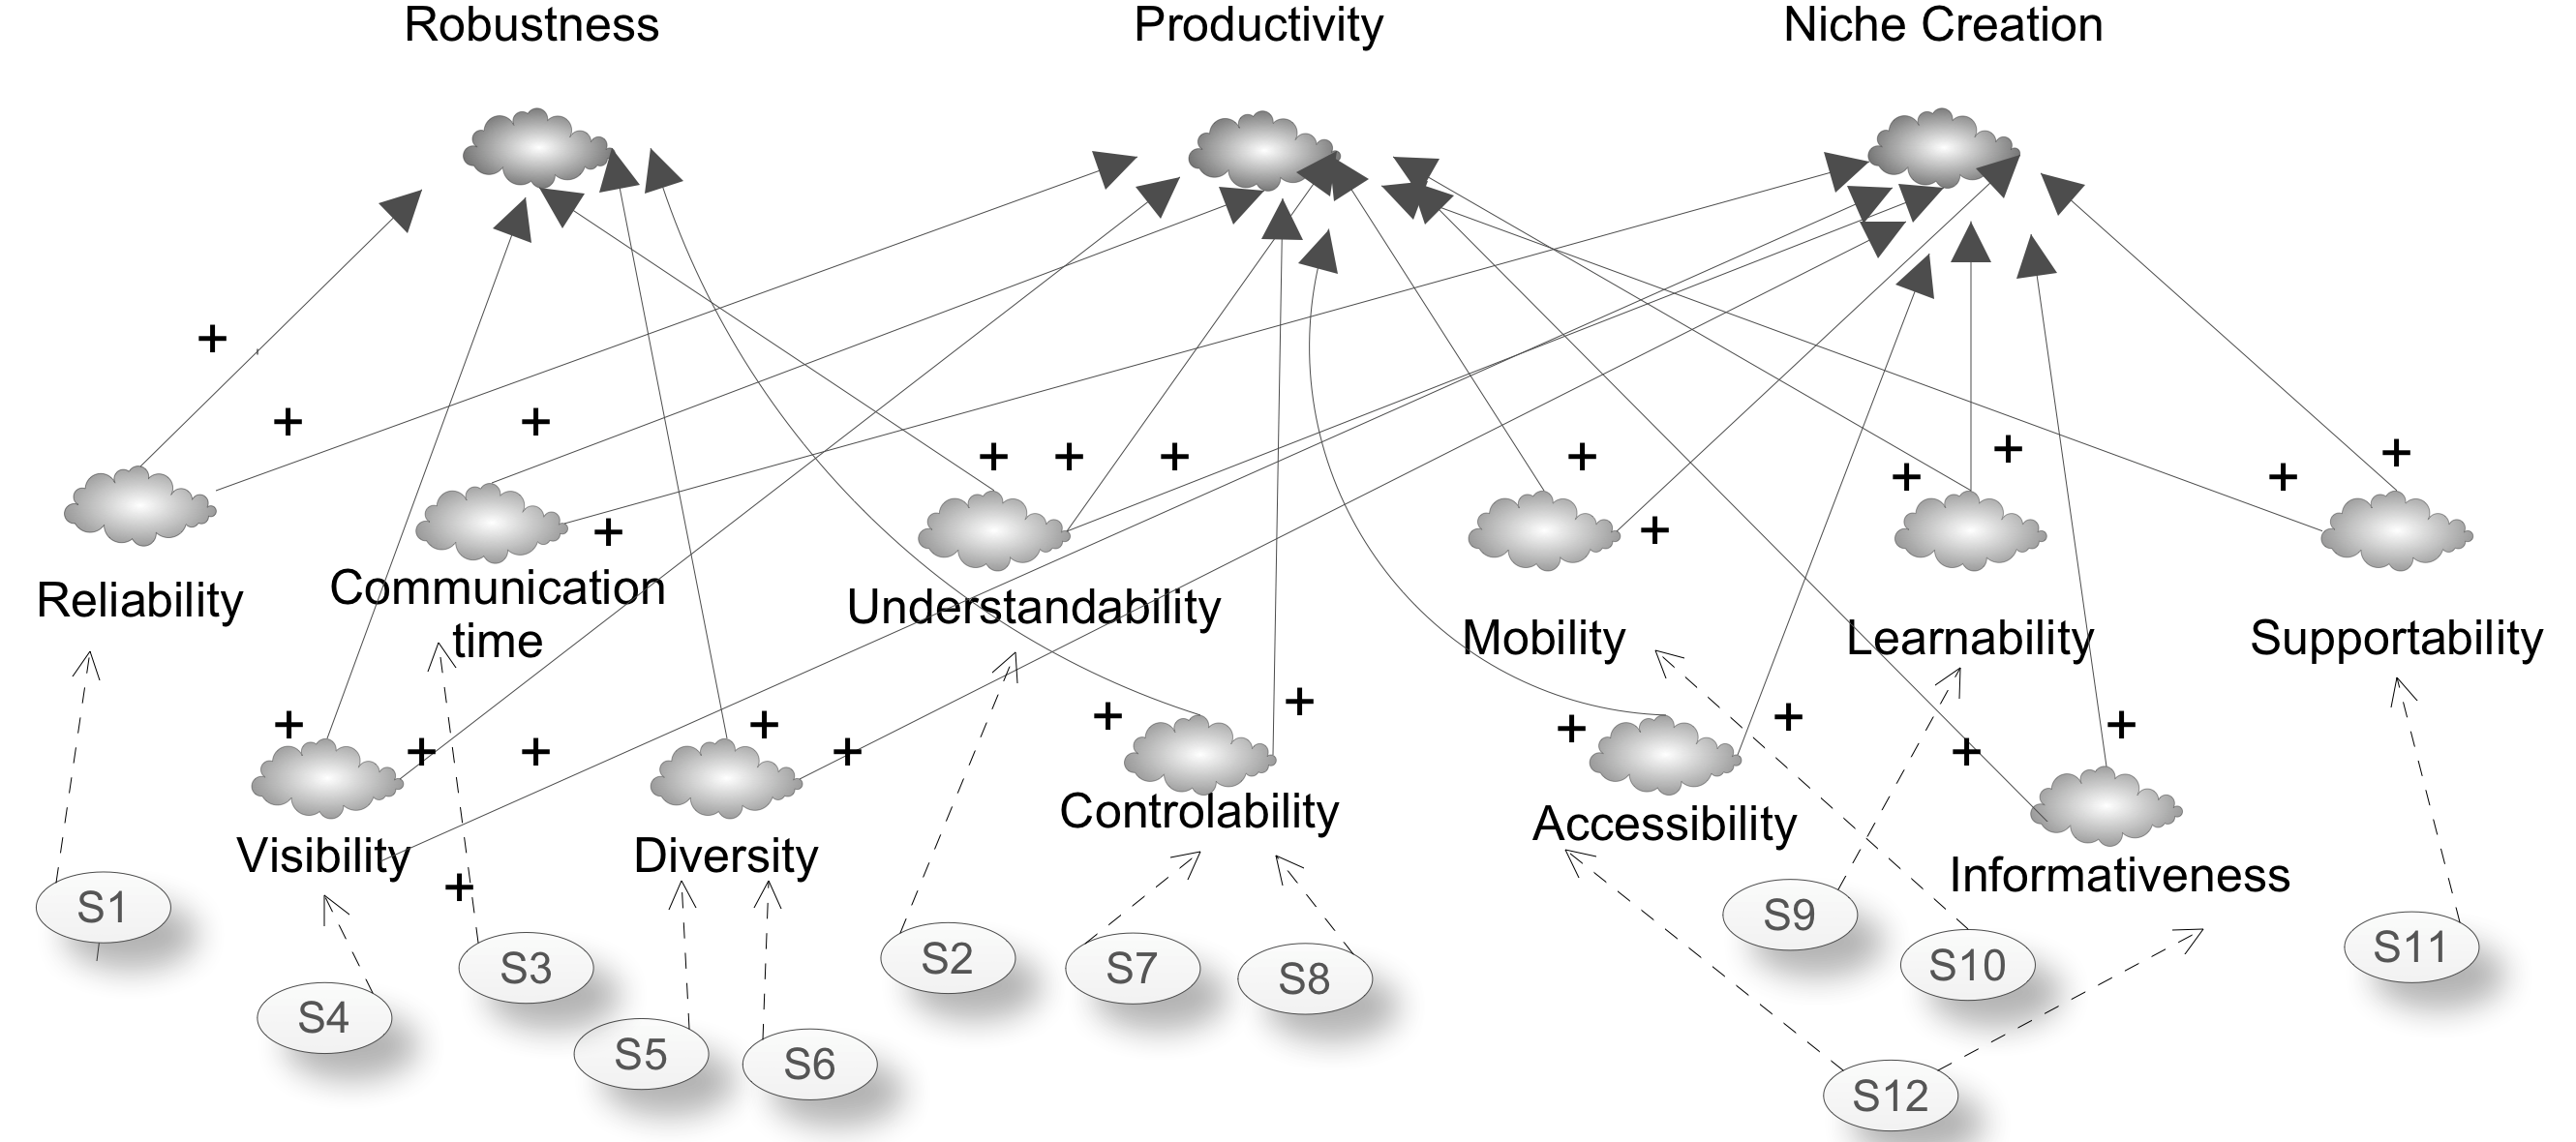 Robustness
Productivity
Niche Creation
+
+
+
+
+
+
+
+
+
+
+
+
+
Reliability
Communication
time
Understandability
Mobility
Learnability
Supportability
+
+
+
+
+
+
+
+
+
+
+
Visibility
Diversity
Controlability
Accessibility
Informativeness
+
S1
S4
S3
S5
S6
S2
S7
S8
S9
S10
S12
S11